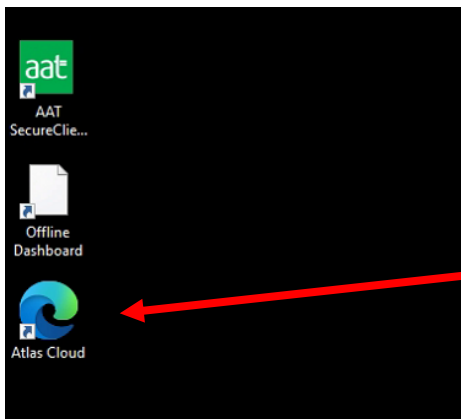 aat
AAT
SecureClie...
Offline
Dashboard
Atlas Cloud